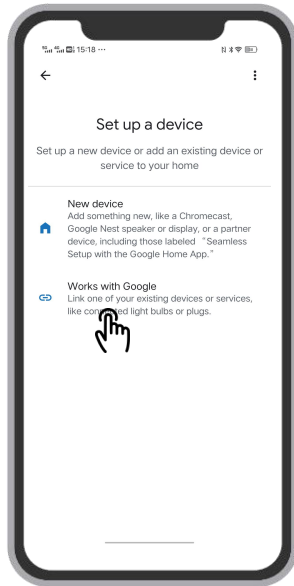 15:18 ···
Set up a device
Set up a new device or add an existing device or
service to your home
New device
Add something new, like a Chromecast,
Google Nest speaker or display, or a partner
device, including those labeled "Seamless
Setup with the Google Home App."
Works with Google
Link one of your existing devices or services,
like connected light bulbs or plugs.